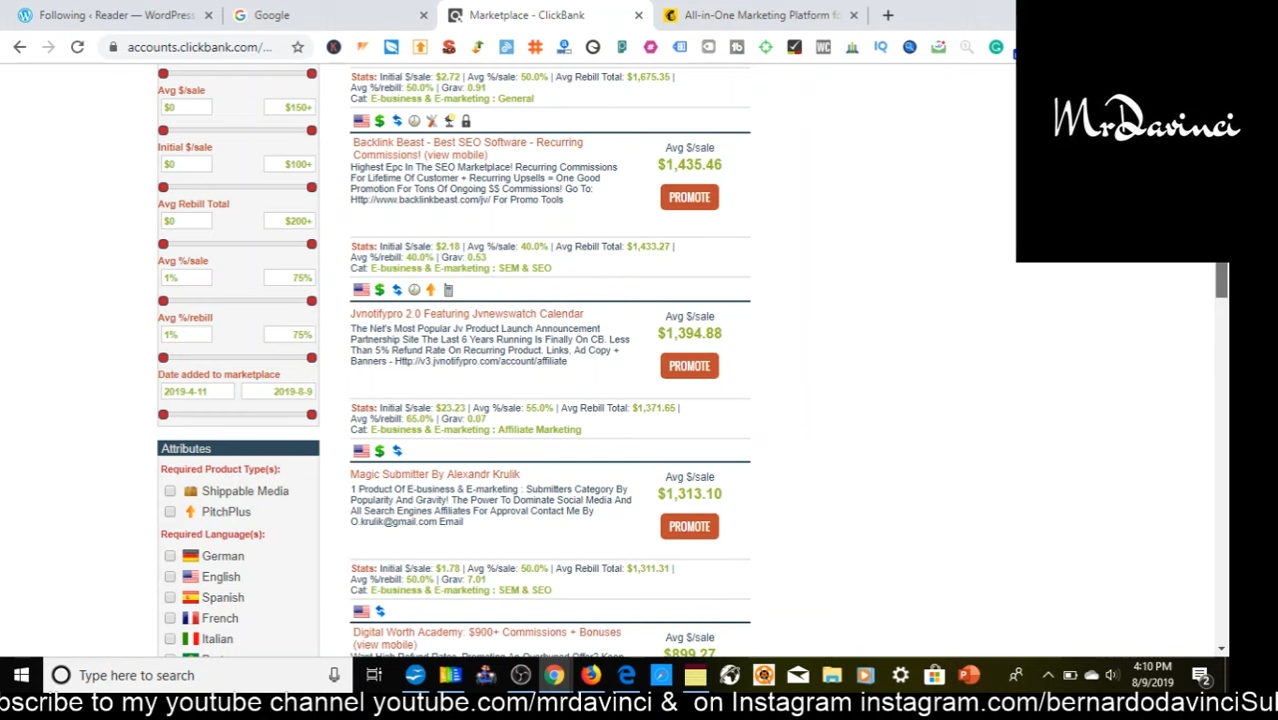 Following ‹ Reader — WordPress
Google
Marketplace - ClickBank
All-in-One Marketing Platform fo
accounts.clickbank.com/...
Avg $/sale
$0 $150+
Initial $/sale
$0 $100+
Avg Rebill Total
$0 $200+
Avg %/sale
1% 75%
Avg %/rebill
1% 75%
Date added to marketplace
2019-4-11 2019-8-9
Attributes
Required Product Type(s):
Shippable Media
PitchPlus
Required Language(s):
German
English
Spanish
French
Italian
Stats: Initial $/sale: $2.72 | Avg %/sale: 50.0% | Avg Rebill Total: $1,675.35 |
Avg %/rebill: 50.0% | Grav: 0.91
Cat: E-business & E-marketing : General
Backlink Beast - Best SEO Software - Recurring
Commissions! (view mobile)
Highest Epc In The SEO Marketplace! Recurring Commissions
For Lifetime Of Customer + Recurring Upsells = One Good
Promotion For Tons Of Ongoing $$ Commissions! Go To:
Http://www.backlinkbeast.com/jv/ For Promo Tools
Avg $/sale
$1,435.46
PROMOTE
Stats: Initial $/sale: $2.18 | Avg %/sale: 40.0% | Avg Rebill Total: $1,433.27 |
Avg %/rebill: 40.0% | Grav: 0.53
Cat: E-business & E-marketing : SEM & SEO
Jvnotifypro 2.0 Featuring Jvnewswatch Calendar
The Net's Most Popular Jv Product Launch Announcement
Partnership Site The Last 6 Years Running Is Finally On CB. Less
Than 5% Refund Rate On Recurring Product. Links, Ad Copy +
Banners - Http://v3.jvnotifypro.com/account/affiliate
Avg $/sale
$1,394.88
PROMOTE
Stats: Initial $/sale: $23.23 | Avg %/sale: 55.0% | Avg Rebill Total: $1,371.65 |
Avg %/rebill: 65.0% | Grav: 0.07
Cat: E-business & E-marketing : Affiliate Marketing
Magic Submitter By Alexandr Krulik
1 Product Of E-business & E-marketing : Submitters Category By
Popularity And Gravity! The Power To Dominate Social Media And
All Search Engines Affiliates For Approval Contact Me By
O.krulik@gmail.com Email
Avg $/sale
$1,313.10
PROMOTE
Stats: Initial $/sale: $1.78 | Avg %/sale: 50.0% | Avg Rebill Total: $1,311.31 |
Avg %/rebill: 50.0% | Grav: 7.01
Cat: E-business & E-marketing : SEM & SEO
Digital Worth Academy: $900+ Commissions + Bonuses
(view mobile)
Avg $/sale
$899.27
MrDavinci
Type here to search
4:10 PM
8/9/2019
bscribe to my youtube channel youtube.com/mrdavinci & on Instagram instagram.com/bernardodavinciSu